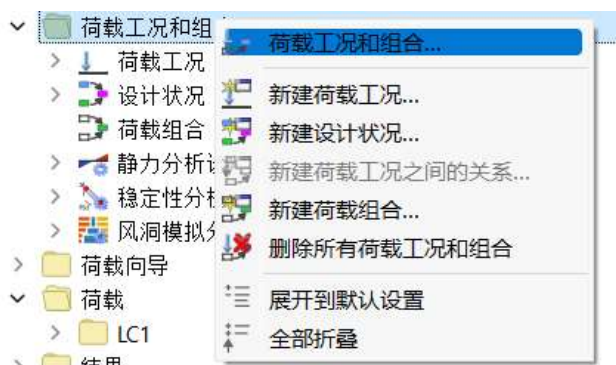 荷载工况和组
荷载工况
设计状况
荷载组合
静力分析
稳定性分
风洞模拟
荷载向导
荷载
LC1
结果
荷载工况和组合...
新建荷载工况...
新建设计状况...
新建荷载工况之间的关系...
新建荷载组合...
删除所有荷载工况和组合
展开到默认设置
全部折叠